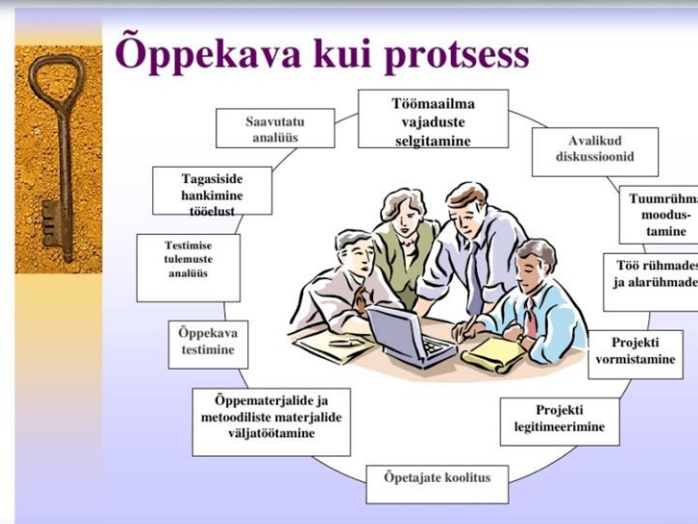 Õppekava kui protsess
Töömaailma
vajaduste
selgitamine
Saavutatu
analüüs
Avalikud
diskussioonid
Tagasiside
hankimine
tööelust
Tuumrühma
moodus-
tamine
Testimise
tulemuste
analüüs
Töö rühmades
ja alarühmade
Õppekava
testimine
Projekti
vormistamine
Õppematerjalide ja
metoodiliste materjalide
väljatöötamine
Projekti
legitimeerimine
Õpetajate koolitus